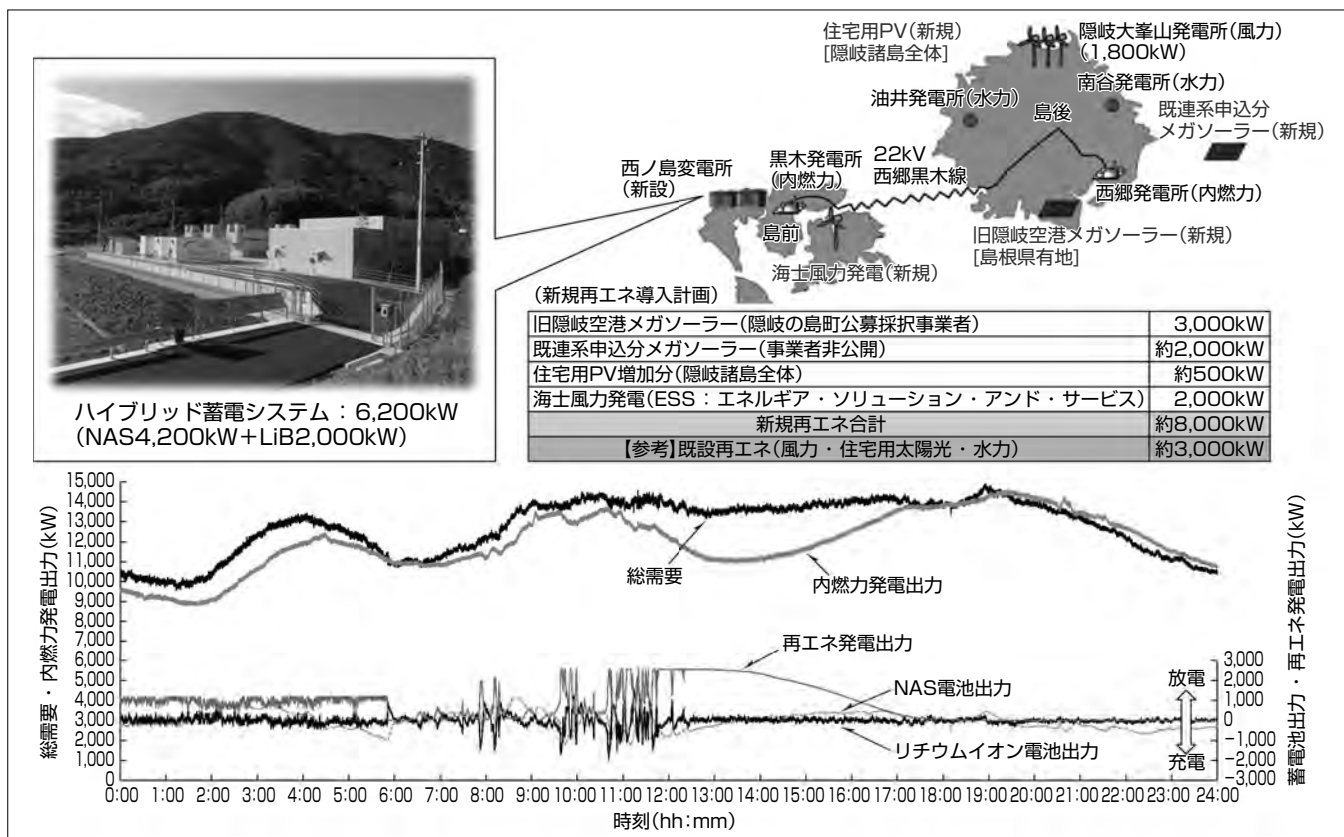 住宅用PV(新規)
[隠岐諸島全体]
隠岐大峯山発電所(風力)
(1,800kW)
南谷発電所(水力)
油井発電所(水力)
島後
既連系申込分
メガソーラー(新規)
西ノ島変電所
(新設)
黒木発電所
(内燃力)
22kV
西郷黒木線
西郷発電所(内燃力)
島前
旧隠岐空港メガソーラー(新規)
[島根県有地]
海士風力発電(新規)
ハイブリッド蓄電システム:6,200kW
(NAS4,200kW+LiB2,000kW)
(新規再エネ導入計画)
旧隠岐空港メガソーラー(隠岐の島町公募採択事業者) 3,000kW
既連系申込分メガソーラー(事業者非公開) 約2,000kW
住宅用PV増加分(隠岐諸島全体) 約500kW
海士風力発電(ESS:エネルギア・ソリューション・アンド・サービス) 2,000kW
新規再エネ合計 約8,000kW
【参考】既設再エネ(風力・住宅用太陽光・水力) 約3,000kW
総需要・内燃力発電出力(kW)
15,000
14,000
13,000
12,000
11,000
10,000
9,000
8,000
7,000
6,000
5,000
4,000
3,000
2,000
1,000
0
総需要
内燃力発電出力
再エネ発電出力
NAS電池出力
リチウムイオン電池出力
放電
充電
3,000
2,000
1,000
0
−1,000
−2,000
−3,000
蓄電池出力・再エネ発電出力(kW)
0:00 1:00 2:00 3:00 4:00 5:00 6:00 7:00 8:00 9:00 10:00 11:00 12:00 13:00 14:00 15:00 16:00 17:00 18:00 19:00 20:00 21:00 22:00 23:00 24:00
時刻(hh:mm)